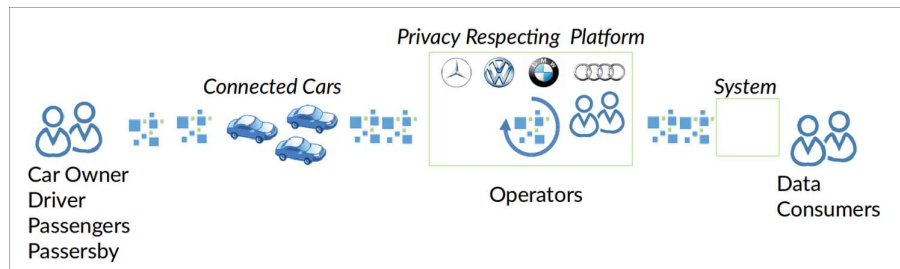 Privacy Respecting Platform
Connected Cars
System
Car Owner
Driver
Passengers
Passersby
Operators
Data
Consumers